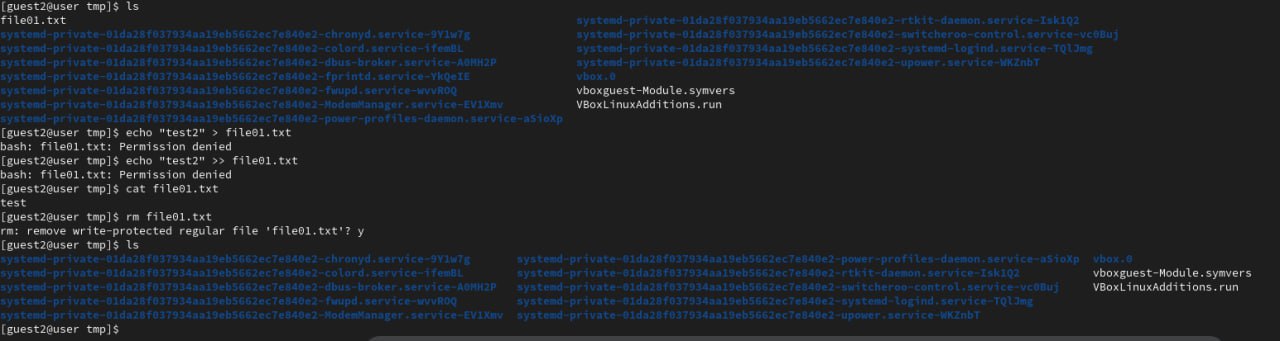 [guest2@user tmp]$ ls
file01.txt systemd-private-01da28f037934aa19eb5662ec7e840e2-rtkit-daemon.service-Isk1Q2
systemd-private-01da28f037934aa19eb5662ec7e840e2-chronyd.service-9Y1w7g systemd-private-01da28f037934aa19eb5662ec7e840e2-switcheroo-control.service-vc0Buj
systemd-private-01da28f037934aa19eb5662ec7e840e2-colord.service-ifemBL systemd-private-01da28f037934aa19eb5662ec7e840e2-systemd-logind.service-TQlJmg
systemd-private-01da28f037934aa19eb5662ec7e840e2-dbus-broker.service-A0MH2P systemd-private-01da28f037934aa19eb5662ec7e840e2-upower.service-WKZnbT
systemd-private-01da28f037934aa19eb5662ec7e840e2-fprintd.service-YkQeIE vbox.0
systemd-private-01da28f037934aa19eb5662ec7e840e2-fwupd.service-wvvROQ vboxguest-Module.symvers
systemd-private-01da28f037934aa19eb5662ec7e840e2-ModemManager.service-EV1Xmv VBoxLinuxAdditions.run
systemd-private-01da28f037934aa19eb5662ec7e840e2-power-profiles-daemon.service-aSioXp
[guest2@user tmp]$ echo "test2" > file01.txt
bash: file01.txt: Permission denied
[guest2@user tmp]$ echo "test2" >> file01.txt
bash: file01.txt: Permission denied
[guest2@user tmp]$ cat file01.txt
test
[guest2@user tmp]$ rm file01.txt
rm: remove write-protected regular file 'file01.txt'? y
[guest2@user tmp]$ ls
systemd-private-01da28f037934aa19eb5662ec7e840e2-chronyd.service-9Y1w7g systemd-private-01da28f037934aa19eb5662ec7e840e2-power-profiles-daemon.service-aSioXp vbox.0
systemd-private-01da28f037934aa19eb5662ec7e840e2-colord.service-ifemBL systemd-private-01da28f037934aa19eb5662ec7e840e2-rtkit-daemon.service-Isk1Q2 vboxguest-Module.symvers
systemd-private-01da28f037934aa19eb5662ec7e840e2-dbus-broker.service-A0MH2P systemd-private-01da28f037934aa19eb5662ec7e840e2-switcheroo-control.service-vc0Buj VBoxLinuxAdditions.run
systemd-private-01da28f037934aa19eb5662ec7e840e2-fwupd.service-wvvROQ systemd-private-01da28f037934aa19eb5662ec7e840e2-systemd-logind.service-TQlJmg
systemd-private-01da28f037934aa19eb5662ec7e840e2-ModemManager.service-EV1Xmv systemd-private-01da28f037934aa19eb5662ec7e840e2-upower.service-WKZnbT
[guest2@user tmp]$